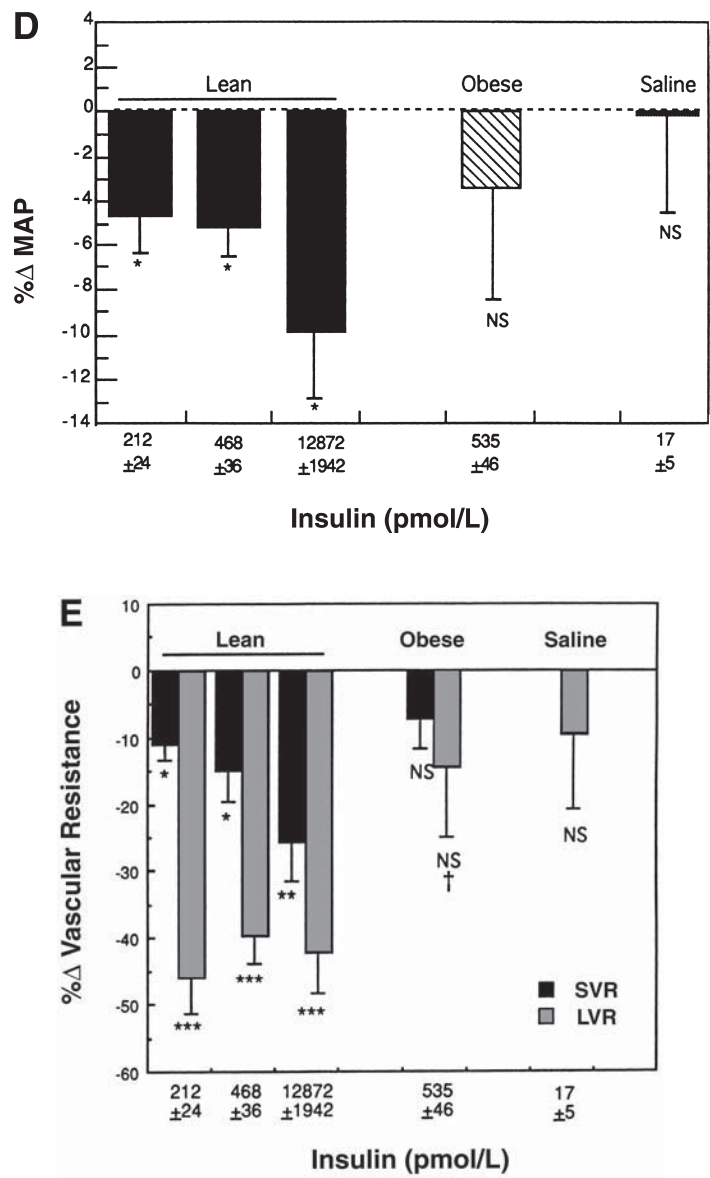 D
4
2
0
-2
-4
-6
-8
-10
-12
-14
%Δ MAP
Lean
Obese
Saline
*
*
*
NS
NS
212 468 12872 535 17
±24 ±36 ±1942 ±46 ±5
Insulin (pmol/L)
E
10
0
-10
-20
-30
-40
-50
-60
%Δ Vascular Resistance
Lean
Obese
Saline
*
***
*
***
**
***
NS
NS
†
NS
SVR
LVR
212 468 12872 535 17
±24 ±36 ±1942 ±46 ±5
Insulin (pmol/L)